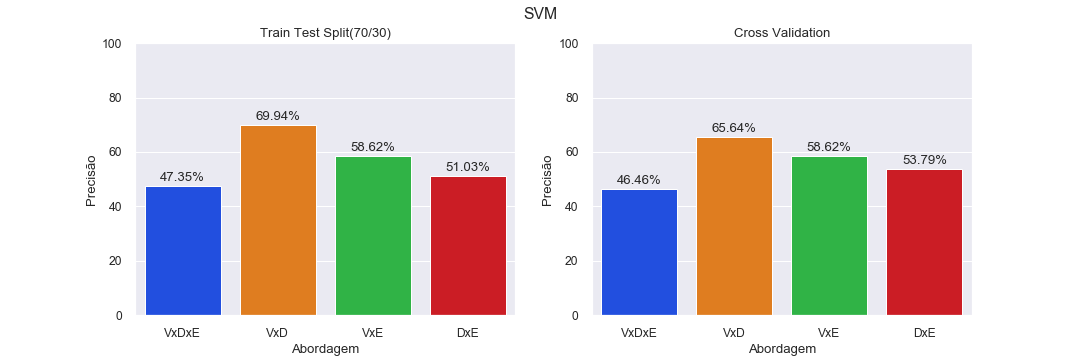 SVM
Train Test Split(70/30)
Precisão
100
80
60
40
20
0
47.35%
69.94%
58.62%
51.03%
VxDxE
VxD
VxE
DxE
Abordagem
Cross Validation
Precisão
100
80
60
40
20
0
46.46%
65.64%
58.62%
53.79%
VxDxE
VxD
VxE
DxE
Abordagem